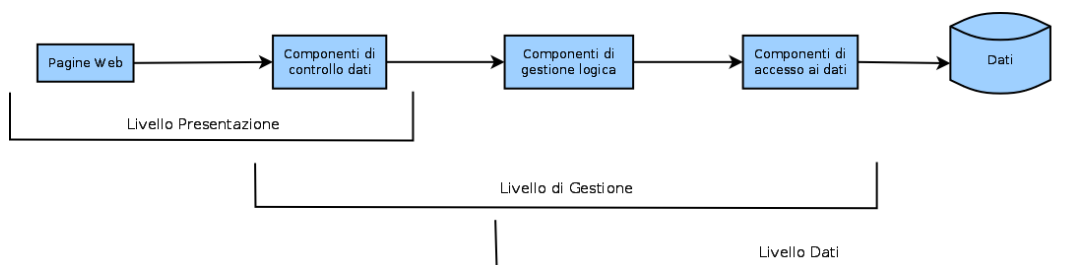 Pagine Web
Componenti di
controllo dati
Componenti di
gestione logica
Componenti di
accesso ai dati
Dati
Livello Presentazione
Livello di Gestione
Livello Dati